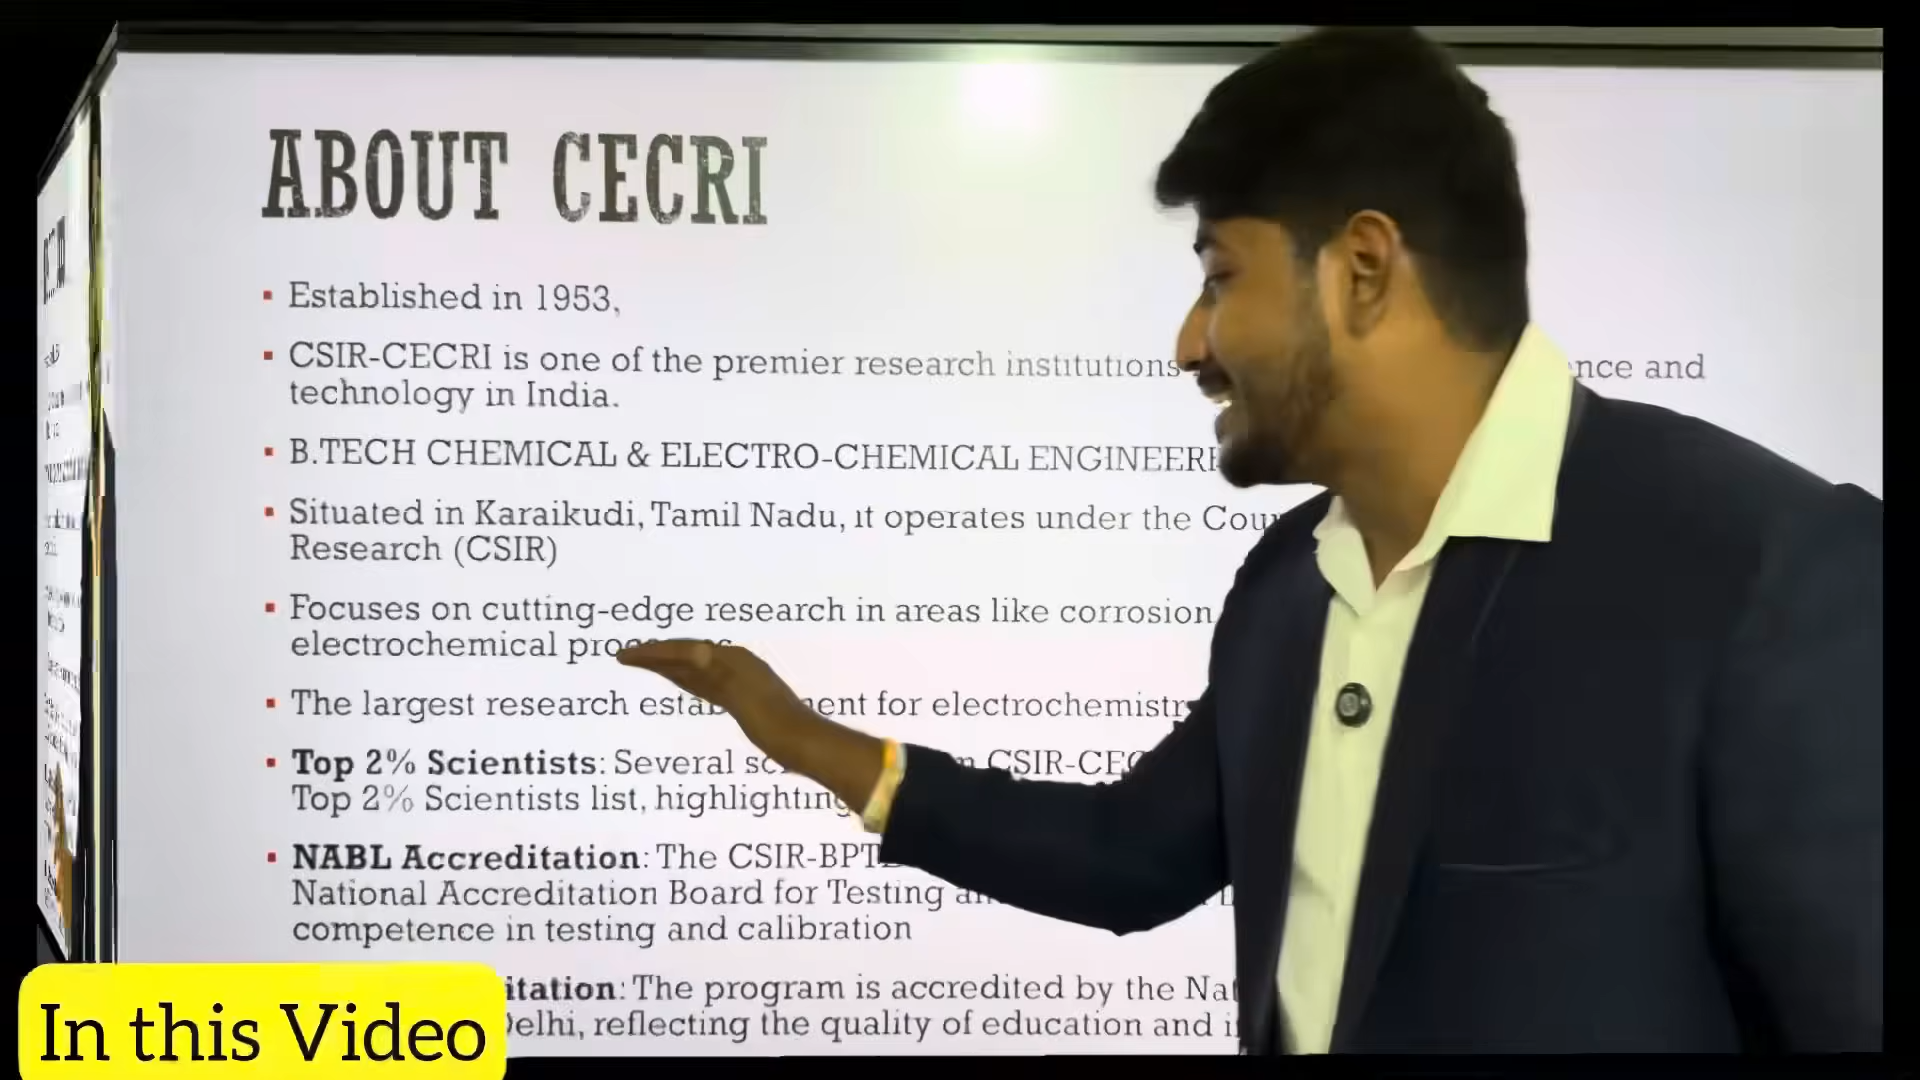 ABOUT CECRI
Established in 1953,
CSIR-CECRI is one of the premier research institutions and
technology in India.
B.TECH CHEMICAL & ELECTRO-CHEMICAL
Situated in Karaikudi, Tamil Nadu, it operates under the
Research (CSIR)
Focuses on cutting-edge research in areas like corrosion
electrochemical
The largest research for electrochemistr
Top 2% Scientists: Several CSIR-CEC
Top 2% Scientists list, highlighting
NABL Accreditation: The CSIR-BPT
National Accreditation Board for Testing
competence in testing and calibration
itation: The program is accredited by the Nat
elhi, reflecting the quality of education and
In this Video